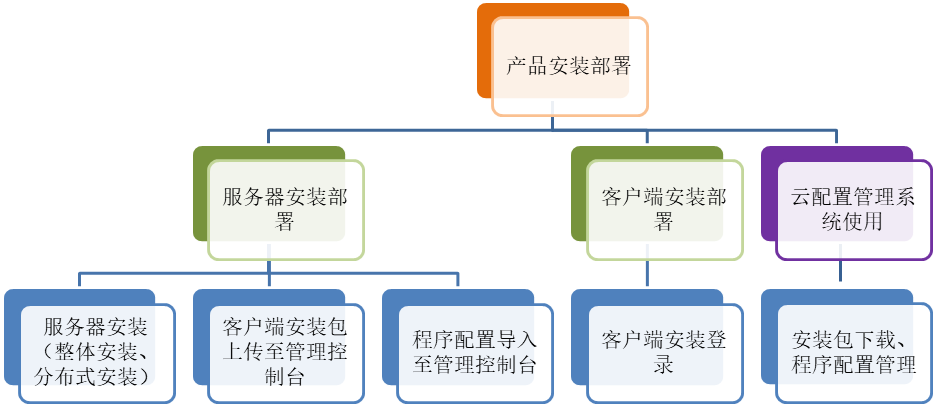 产品安装部署
服务器安装部
署
客户端安装部
署
云配置管理系
统使用
服务器安装
（整体安装、
分布式安装）
客户端安装包
上传至管理控
制台
程序配置导入
至管理控制台
客户端安装登
录
安装包下载、
程序配置管理